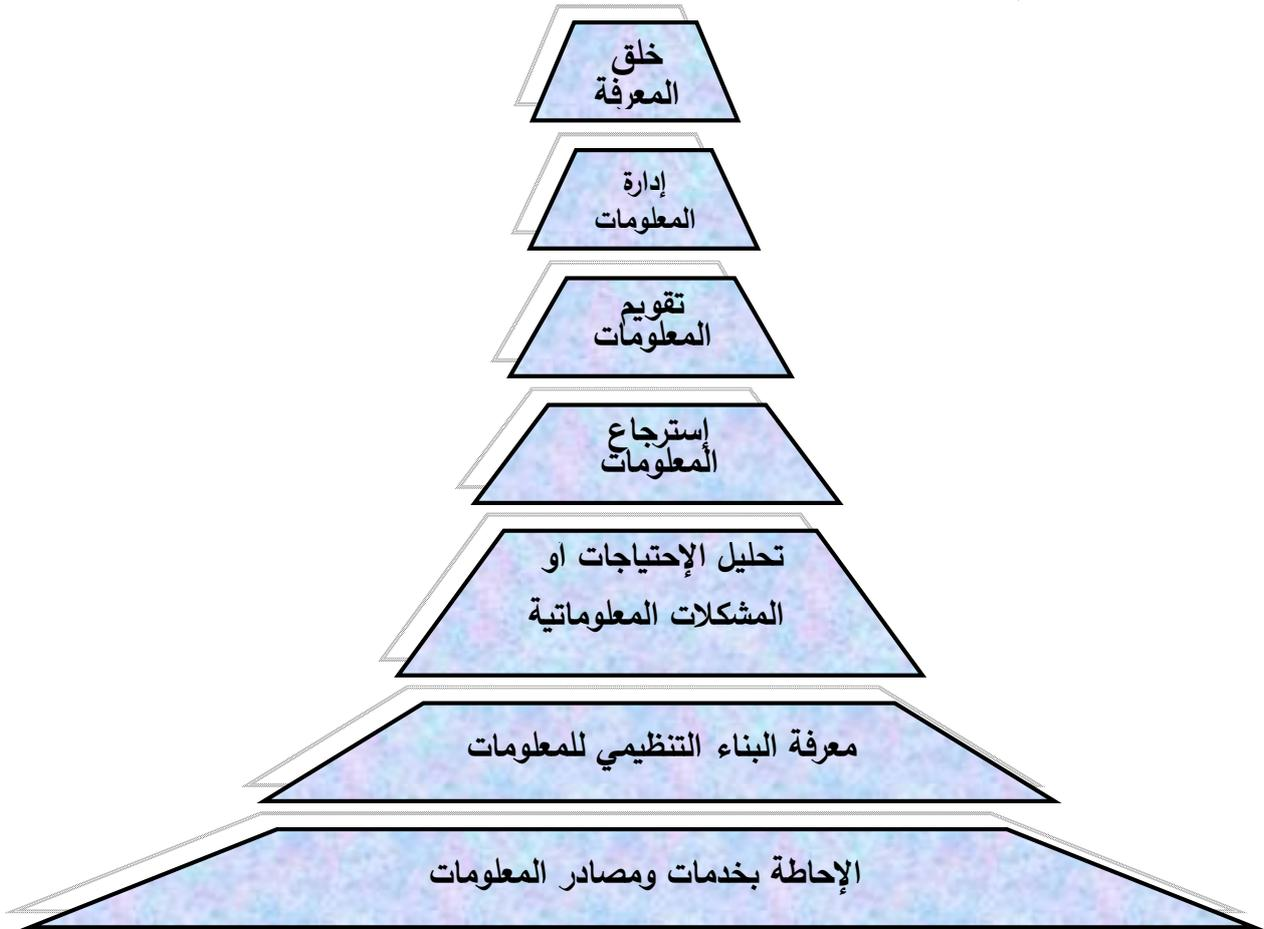 خلق
المعرفة
إدارة
المعلومات
تقويم
المعلومات
إسترجاع
المعلومات
تحليل الإحتياجات او
المشكلات المعلوماتية
معرفة البناء التنظيمي للمعلومات
الإحاطة بخدمات ومصادر المعلومات